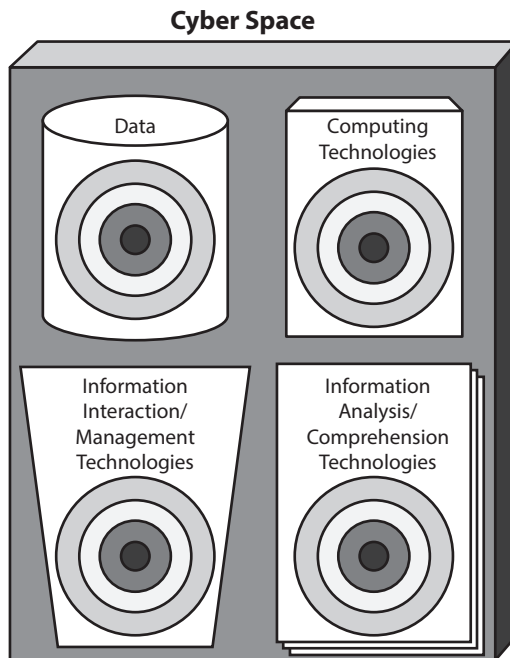 Cyber Space
Data
Computing
Technologies
Information
Interaction/
Management
Technologies
Information
Analysis/
Comprehension
Technologies